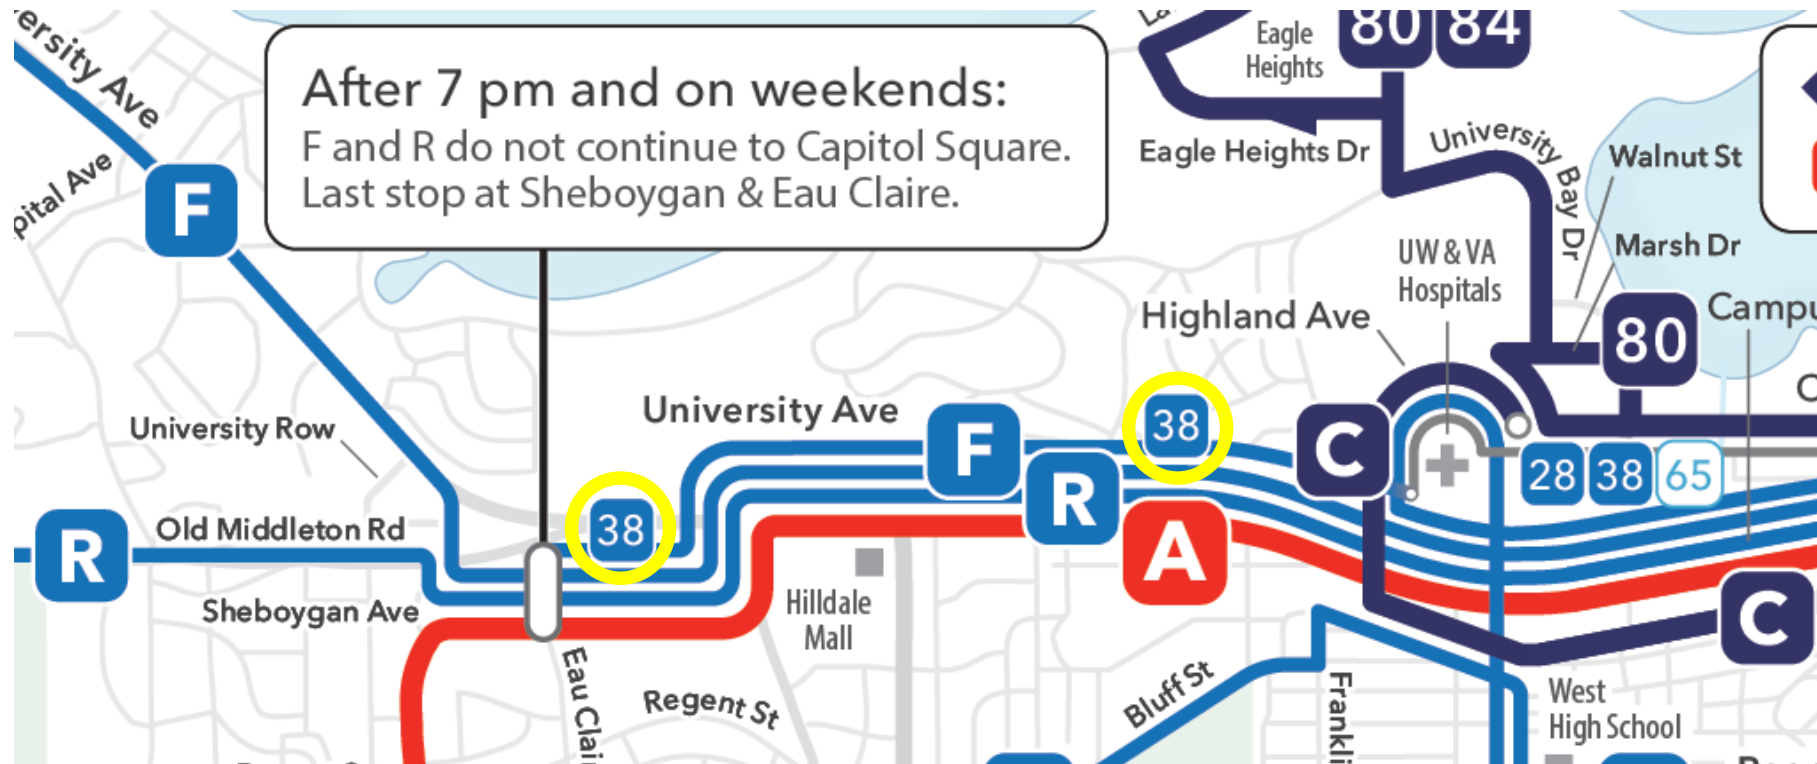 ersity Ave
pital Ave
F
After 7 pm and on weekends:
F and R do not continue to Capitol Square.
Last stop at Sheboygan & Eau Claire.
Eagle
Heights
80 84
Eagle Heights Dr
University Bay Dr
Walnut St
Marsh Dr
UW & VA
Hospitals
Highland Ave
80
Campu
University Row
University Ave
F
38
C
28 38 65
R
Old Middleton Rd
38
R
A
Sheboygan Ave
Hilldale
Mall
C
Eau Clai
Regent St
Bluff St
Frankli
West
High School